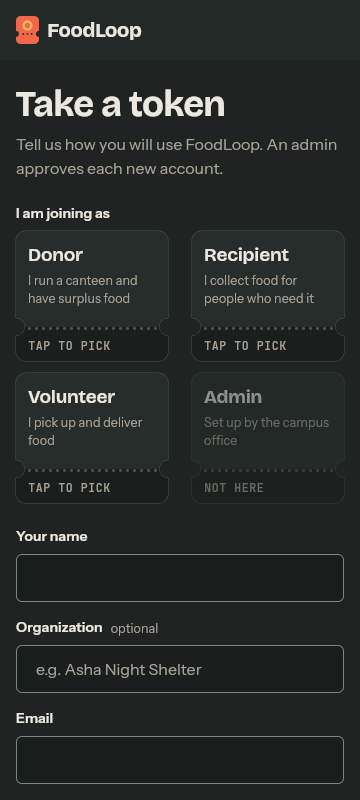 FoodLoop
Take a token
Tell us how you will use FoodLoop. An admin
approves each new account.
I am joining as
Donor
I run a canteen and
have surplus food
TAP TO PICK
Recipient
I collect food for
people who need it
TAP TO PICK
Volunteer
I pick up and deliver
food
TAP TO PICK
Admin
Set up by the campus
office
NOT HERE
Your name
Organization optional
e.g. Asha Night Shelter
Email